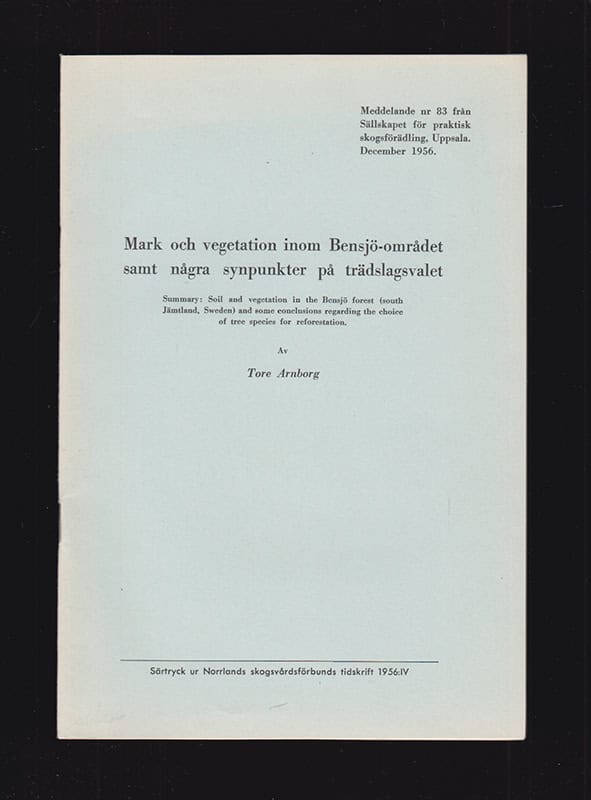 Meddelande nr 83 från
Sällskapet för praktisk
skogsförädling, Uppsala.
December 1956.
Mark och vegetation inom Bensjö-området
samt några synpunkter på trädslagsvalet
Summary: Soil and vegetation in the Bensjö forest (south
Jämtland, Sweden) and some conclusions regarding the choice
of tree species for reforestation.
Av
Tore Arnborg
Särtryck ur Norrlands skogsvårdsförbunds tidskrift 1956:IV